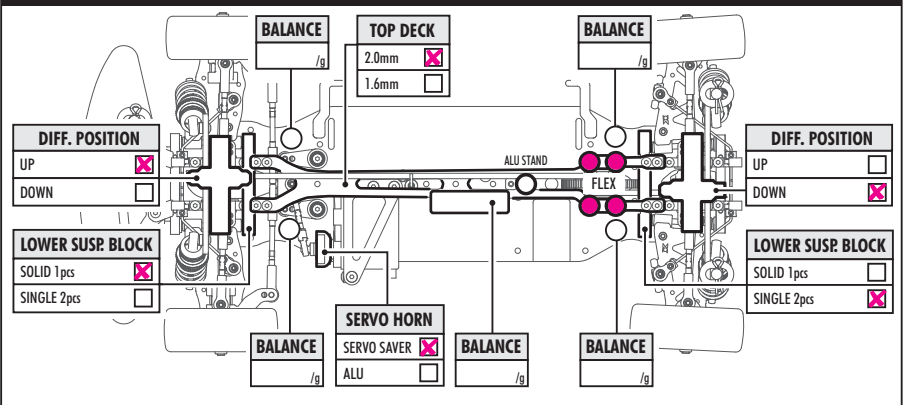 BALANCE
/g
TOP DECK
2.0mm
1.6mm
BALANCE
/g
DIFF. POSITION
UP
DOWN
ALU STAND
FLEX
DIFF. POSITION
UP
DOWN
LOWER SUSP. BLOCK
SOLID 1pcs
SINGLE 2pcs
LOWER SUSP. BLOCK
SOLID 1pcs
SINGLE 2pcs
SERVO HORN
SERVO SAVER
ALU
BALANCE
/g
BALANCE
/g
BALANCE
/g